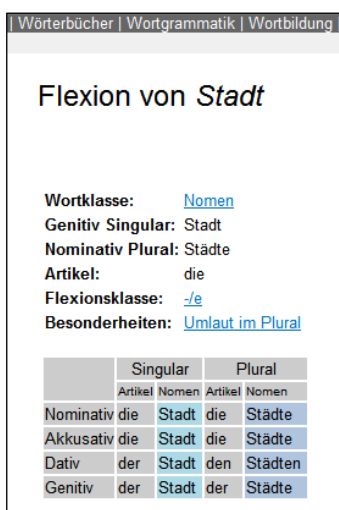 | Wörterbücher | Wortgrammatik | Wortbildung |
Flexion von Stadt
Wortklasse: Nomen
Genitiv Singular: Stadt
Nominativ Plural: Städte
Artikel: die
Flexionsklasse: -/e
Besonderheiten: Umlaut im Plural
Singular Plural
Artikel Nomen Artikel Nomen
Nominativ die Stadt die Städte
Akkusativ die Stadt die Städte
Dativ der Stadt den Städten
Genitiv der Stadt der Städte